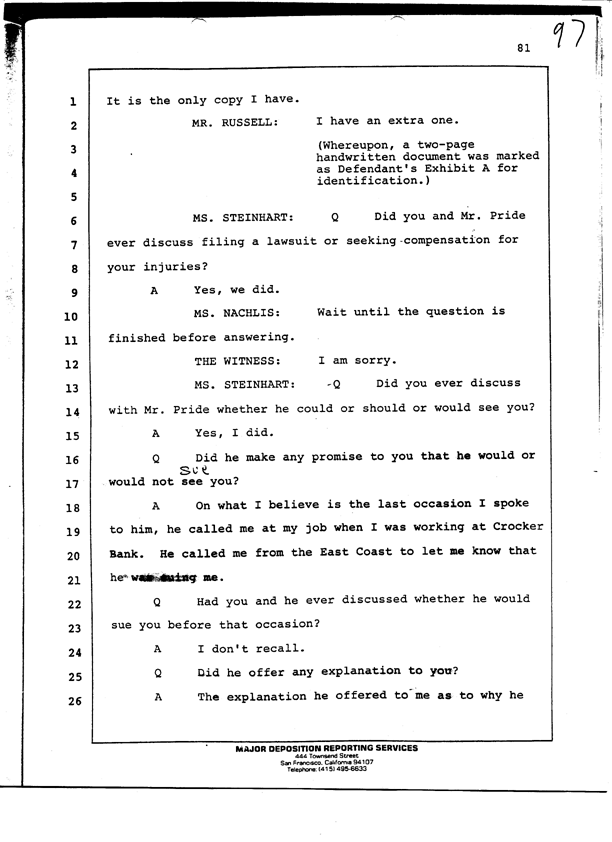 97
81
1 It is the only copy I have.
2 MR. RUSSELL: I have an extra one.
3 (Whereupon, a two-page
handwritten document was marked
4 as Defendant's Exhibit A for
identification.)
5
6 MS. STEINHART: Q Did you and Mr. Pride
7 ever discuss filing a lawsuit or seeking compensation for
8 your injuries?
9 A Yes, we did.
10 MS. NACHLIS: Wait until the question is
11 finished before answering.
12 THE WITNESS: I am sorry.
13 MS. STEINHART: -Q Did you ever discuss
14 with Mr. Pride whether he could or should or would see you?
15 A Yes, I did.
16 Q Did he make any promise to you that he would or
17 would not see you?
18 A On what I believe is the last occasion I spoke
19 to him, he called me at my job when I was working at Crocker
20 Bank. He called me from the East Coast to let me know that
21 he was suing me.
22 Q Had you and he ever discussed whether he would
23 sue you before that occasion?
24 A I don't recall.
25 Q Did he offer any explanation to you?
26 A The explanation he offered to me as to why he
MAJOR DEPOSITION REPORTING SERVICES
444 Townsend Street
San Francisco, California 94107
Telephone: (415) 495-6633